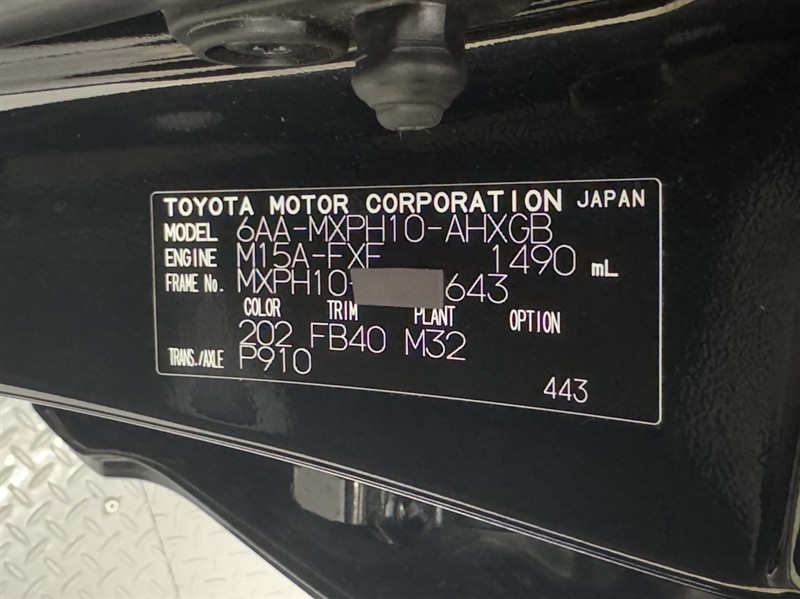 TOYOTA MOTOR CORPORATION JAPAN
MODEL 6AA-MXPH10-AHXGB
ENGINE M15A-FXE 1490 mL
FRAME No. MXPH10- 643
COLOR TRIM PLANT OPTION
202 FB40 M32
TRANS./AXLE P910
443